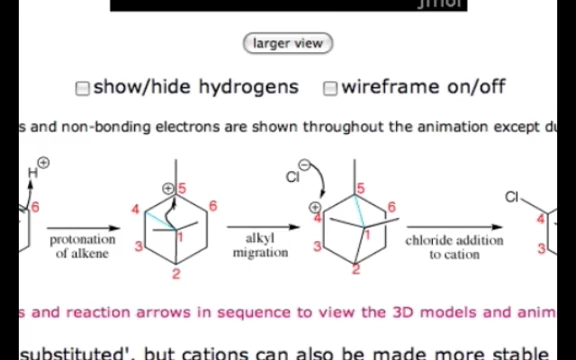 Jmol
larger view
show/hide hydrogens wireframe on/off
s and non-bonding electrons are shown throughout the animation except du
H⊕ 6
protonation of alkene
⊕ 5 4 6 1 3 2
alkyl migration
Cl⊖ 5 ⊕ 4 6 3 1 2
chloride addition to cation
Cl 4 3
s and reaction arrows in sequence to view the 3D models and anim
substituted', but cations can also be made more stable